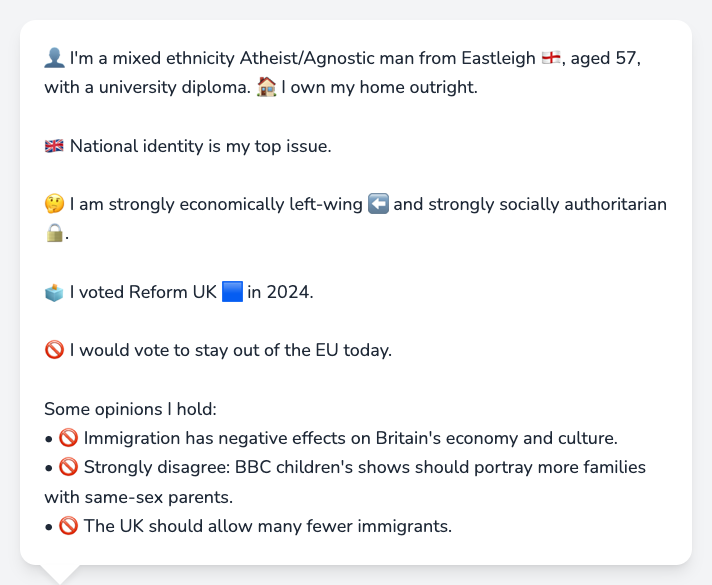 👤 I'm a mixed ethnicity Atheist/Agnostic man from Eastleigh 🏴󠁧󠁢󠁥󠁮󠁧󠁿, aged 57,
with a university diploma. 🏠 I own my home outright.
🇬🇧 National identity is my top issue.
🤔 I am strongly economically left-wing ⬅️ and strongly socially authoritarian
🔒.
🗳️ I voted Reform UK 🟦 in 2024.
🚫 I would vote to stay out of the EU today.
Some opinions I hold:
• 🚫 Immigration has negative effects on Britain's economy and culture.
• 🚫 Strongly disagree: BBC children's shows should portray more families
with same-sex parents.
• 🚫 The UK should allow many fewer immigrants.